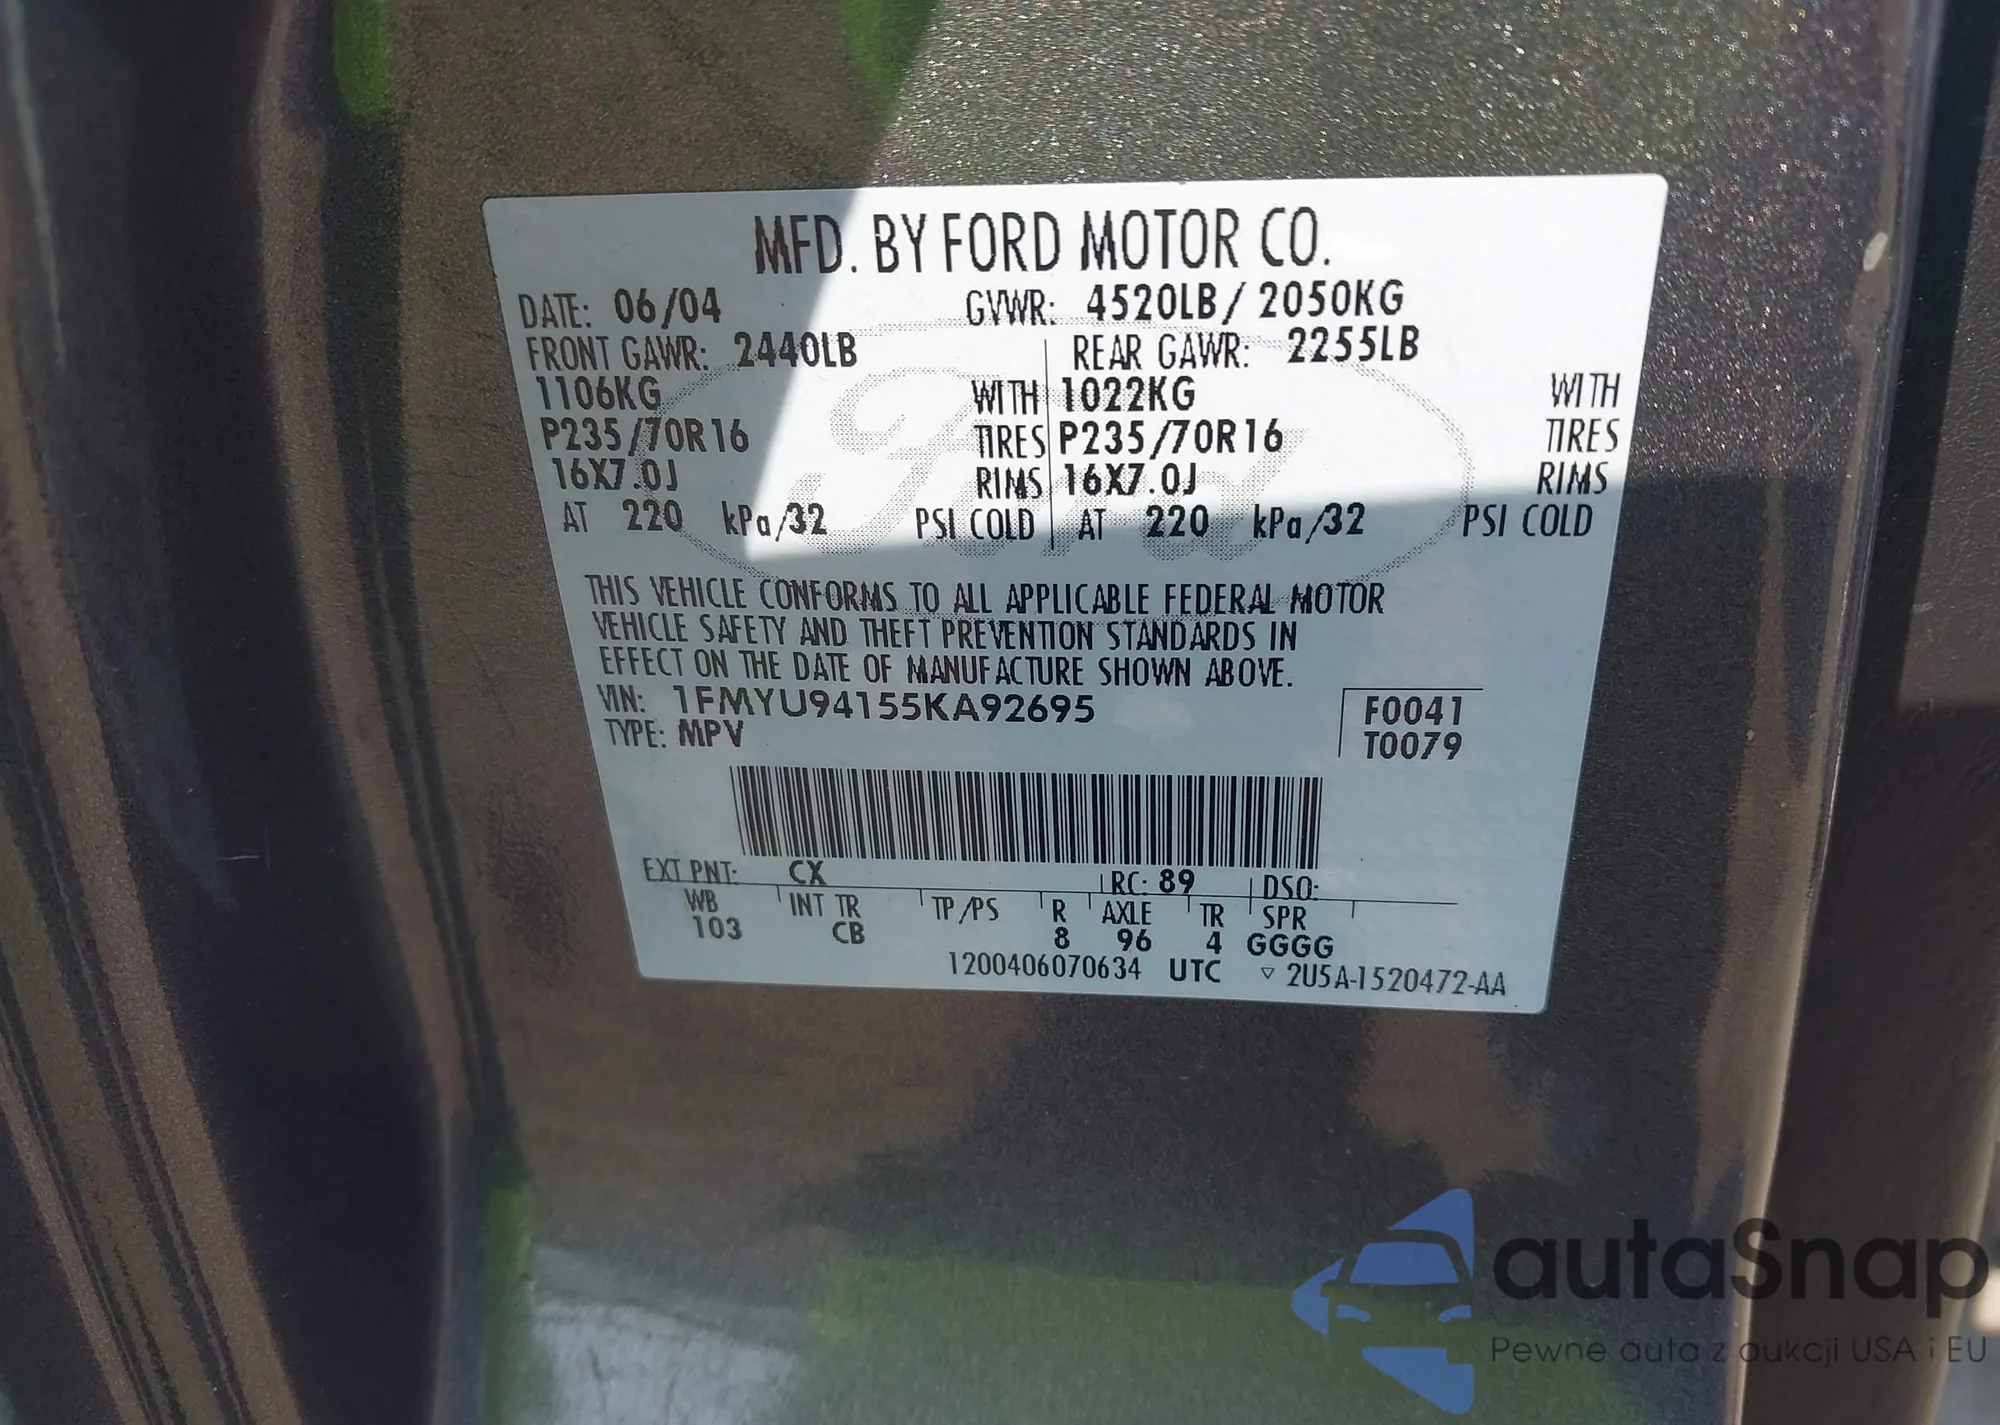 MFD. BY FORD MOTOR CO.
DATE: 06/04 GVWR: 4520LB/2050KG
FRONT GAWR: 2440LB REAR GAWR: 2255LB
1106KG WITH 1022KG WITH
P235/70R16 TIRES P235/70R16 TIRES
16X7.0J RIMS 16X7.0J RIMS
AT 220 kPa/32 PSI COLD AT 220 kPa/32 PSI COLD
THIS VEHICLE CONFORMS TO ALL APPLICABLE FEDERAL MOTOR
VEHICLE SAFETY AND THEFT PREVENTION STANDARDS IN
EFFECT ON THE DATE OF MANUFACTURE SHOWN ABOVE.
VIN: 1FMYU94155KA92695 F0041
TYPE: MPV T0079
EXT PNT: CX RC: 89 DSO:
WB INT TR TP/PS R AXLE TR SPR
103 CB 8 96 4 GGGG
1200406070634 UTC ▽ 2U5A-1520472-AA
Ford
autaSnap
Pewne auta z aukcji USA i EU